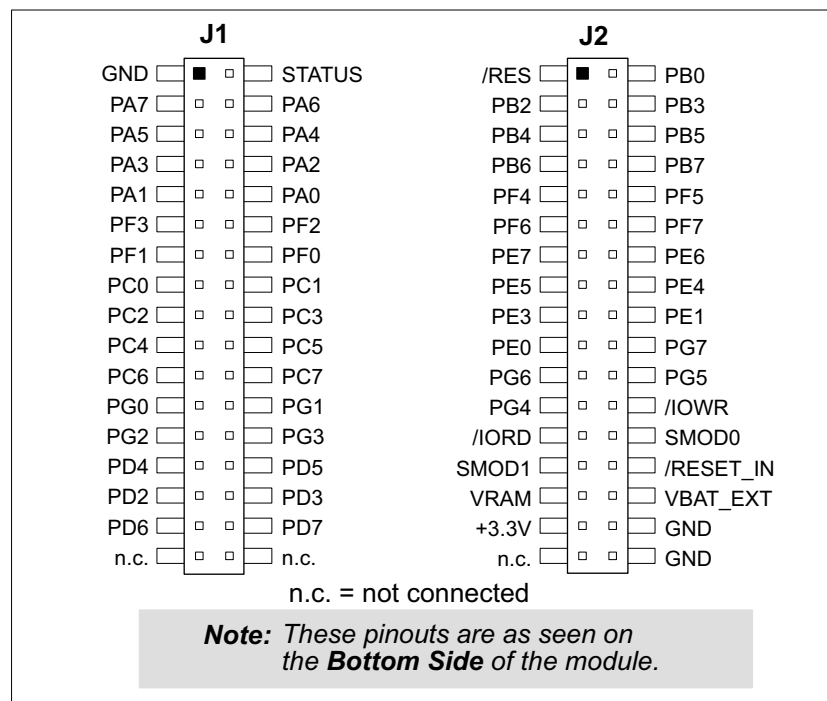 J1 J2
GND STATUS /RES PB0
PA7 PA6 PB2 PB3
PA5 PA4 PB4 PB5
PA3 PA2 PB6 PB7
PA1 PA0 PF4 PF5
PF3 PF2 PF6 PF7
PF1 PF0 PE7 PE6
PC0 PC1 PE5 PE4
PC2 PC3 PE3 PE1
PC4 PC5 PE0 PG7
PC6 PC7 PG6 PG5
PG0 PG1 PG4 /IOWR
PG2 PG3 /IORD SMOD0
PD4 PD5 SMOD1 /RESET_IN
PD2 PD3 VRAM VBAT_EXT
PD6 PD7 +3.3V GND
n.c. n.c. n.c. GND
n.c. = not connected
Note: These pinouts are as seen on
the Bottom Side of the module.